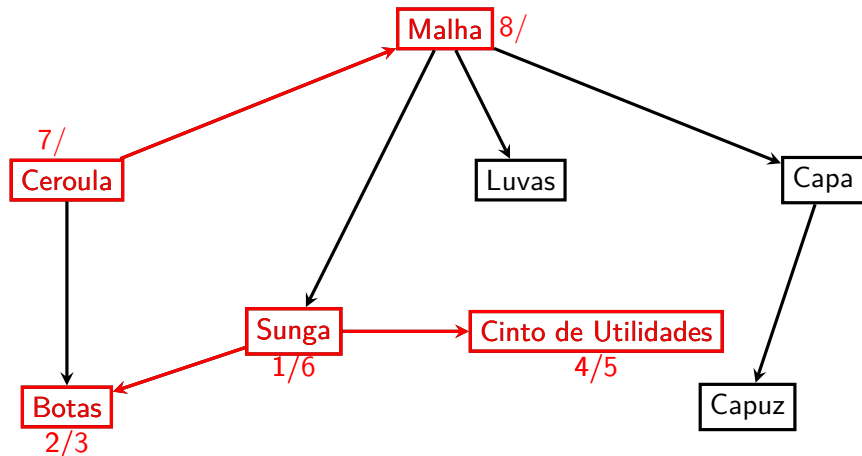 Malha 8/
7/
Ceroula
Luvas
Capa
Sunga
1/6
Cinto de Utilidades
4/5
Botas
2/3
Capuz